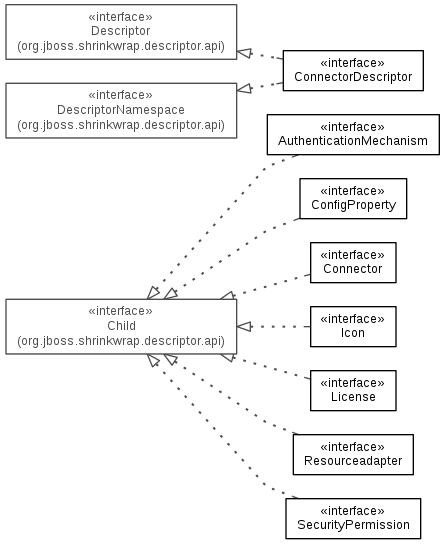 «interface»
Descriptor
(org.jboss.shrinkwrap.descriptor.api)
«interface»
ConnectorDescriptor
«interface»
DescriptorNamespace
(org.jboss.shrinkwrap.descriptor.api)
«interface»
AuthenticationMechanism
«interface»
ConfigProperty
«interface»
Connector
«interface»
Child
(org.jboss.shrinkwrap.descriptor.api)
«interface»
Icon
«interface»
License
«interface»
Resourceadapter
«interface»
SecurityPermission